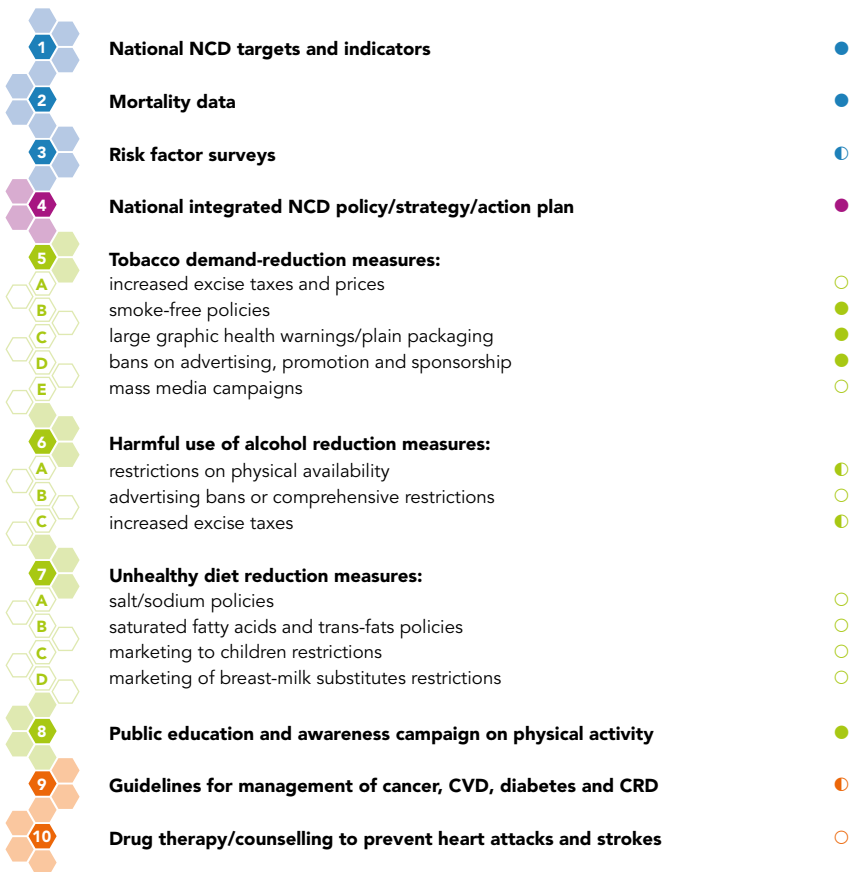 1 National NCD targets and indicators
2 Mortality data
3 Risk factor surveys
4 National integrated NCD policy/strategy/action plan
5 Tobacco demand-reduction measures:
A increased excise taxes and prices
B smoke-free policies
C large graphic health warnings/plain packaging
D bans on advertising, promotion and sponsorship
E mass media campaigns
6 Harmful use of alcohol reduction measures:
A restrictions on physical availability
B advertising bans or comprehensive restrictions
C increased excise taxes
7 Unhealthy diet reduction measures:
A salt/sodium policies
B saturated fatty acids and trans-fats policies
C marketing to children restrictions
D marketing of breast-milk substitutes restrictions
8 Public education and awareness campaign on physical activity
9 Guidelines for management of cancer, CVD, diabetes and CRD
10 Drug therapy/counselling to prevent heart attacks and strokes